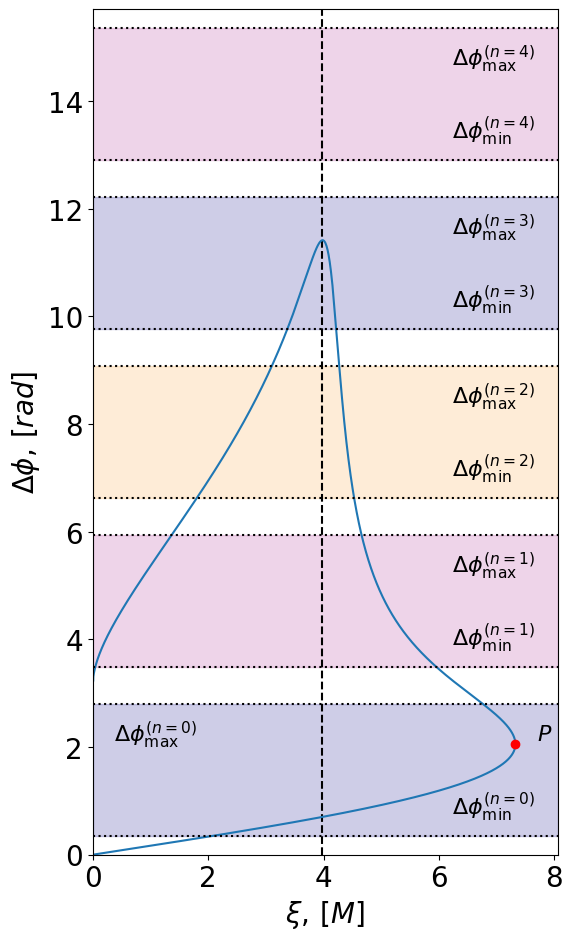 Δϕ_max^(n=4)
14
Δϕ_min^(n=4)
12
Δϕ_max^(n=3)
Δϕ_min^(n=3)
10
Δϕ_max^(n=2)
8
Δϕ, [rad]
Δϕ_min^(n=2)
6
Δϕ_max^(n=1)
4
Δϕ_min^(n=1)
Δϕ_max^(n=0) P
2
Δϕ_min^(n=0)
0
0 2 4 6 8
ξ, [M]